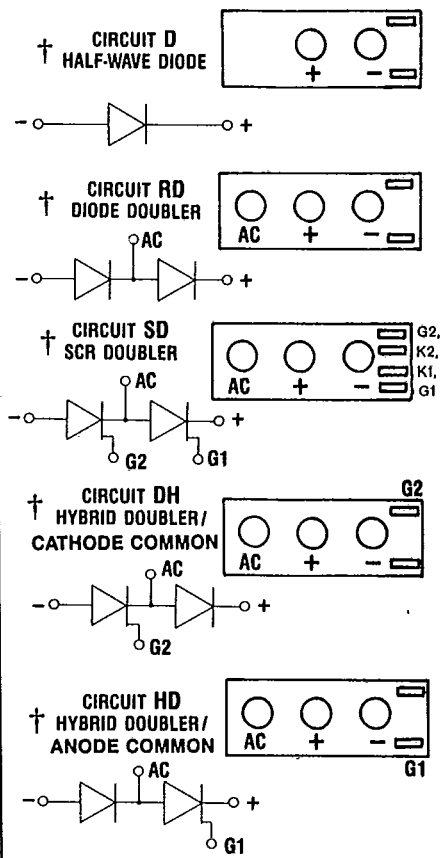 † CIRCUIT D
HALF-WAVE DIODE
+ −
− +
† CIRCUIT RD
DIODE DOUBLER
AC + −
AC
− +
† CIRCUIT SD
SCR DOUBLER
G2,
K2,
K1,
G1
AC + −
AC
− +
G2 G1
† CIRCUIT DH
HYBRID DOUBLER/
CATHODE COMMON
G2
AC + −
AC
− +
G2
† CIRCUIT HD
HYBRID DOUBLER/
ANODE COMMON
AC + −
G1
AC
− +
G1